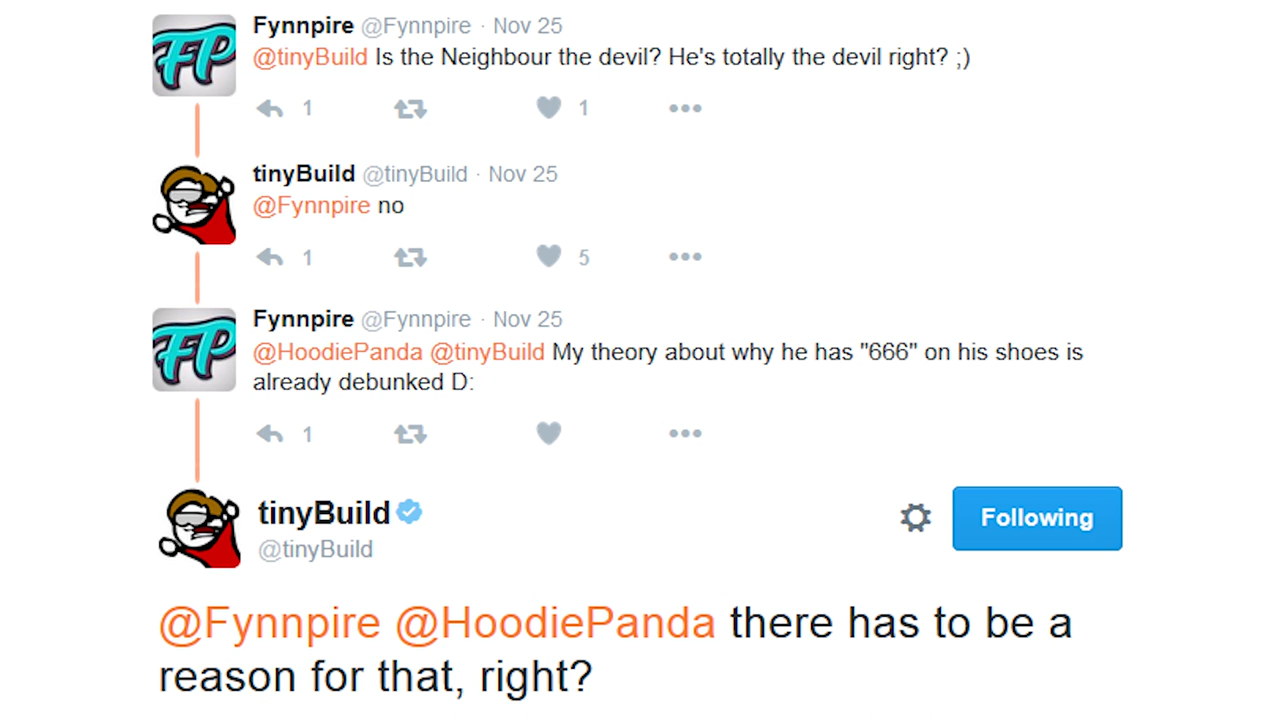 FP
Fynnpire @Fynnpire · Nov 25
@tinyBuild Is the Neighbour the devil? He's totally the devil right? ;)
1 1
tinyBuild @tinyBuild · Nov 25
@Fynnpire no
1 5
FP
Fynnpire @Fynnpire · Nov 25
@HoodiePanda @tinyBuild My theory about why he has "666" on his shoes is
already debunked D:
1
tinyBuild
@tinyBuild
Following
@Fynnpire @HoodiePanda there has to be a
reason for that, right?